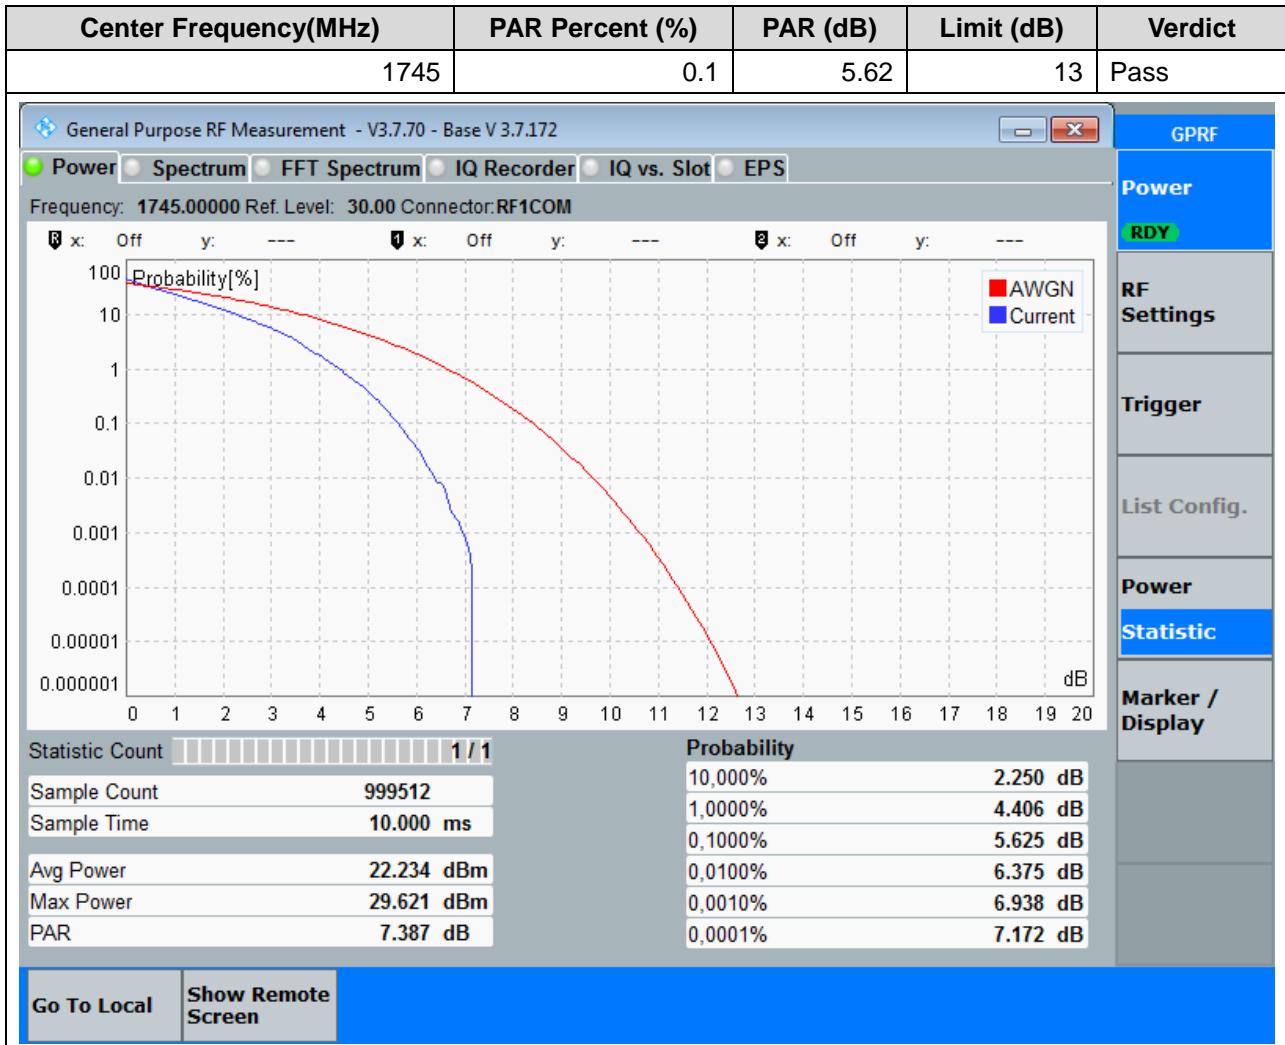 Center Frequency(MHz) PAR Percent (%) PAR (dB) Limit (dB) Verdict
1745 0.1 5.62 13 Pass
General Purpose RF Measurement - V3.7.70 - Base V 3.7.172
GPRF
Power Spectrum FFT Spectrum IQ Recorder IQ vs. Slot EPS
Frequency: 1745.00000 Ref. Level: 30.00 Connector: RF1COM
R x: Off y: --- 1 x: Off y: --- 2 x: Off y: ---
Probability[%]
AWGN
Current
100
10
1
0.1
0.01
0.001
0.0001
0.00001
0.000001
dB
0 1 2 3 4 5 6 7 8 9 10 11 12 13 14 15 16 17 18 19 20
Statistic Count 1 / 1
Sample Count 999512
Sample Time 10.000 ms
Avg Power 22.234 dBm
Max Power 29.621 dBm
PAR 7.387 dB
Probability
10,000% 2.250 dB
1,0000% 4.406 dB
0,1000% 5.625 dB
0,0100% 6.375 dB
0,0010% 6.938 dB
0,0001% 7.172 dB
Power
RDY
RF
Settings
Trigger
List Config.
Power
Statistic
Marker /
Display
Go To Local
Show Remote
Screen